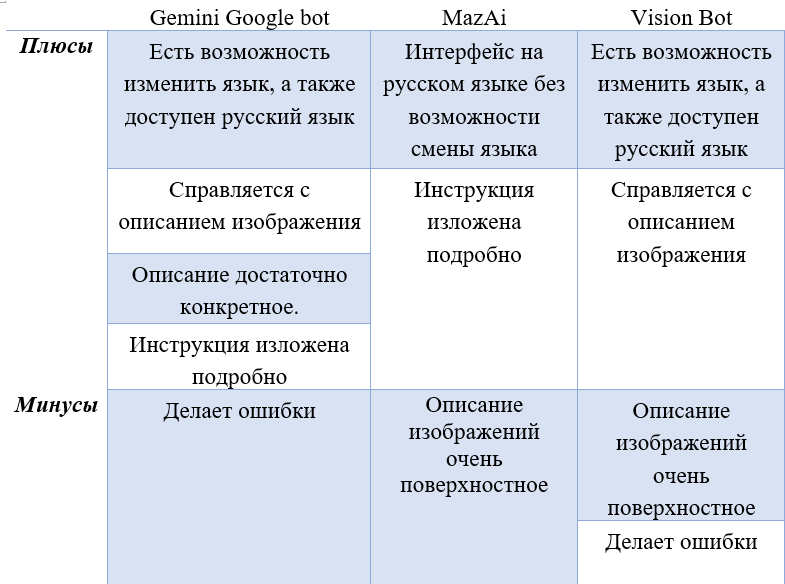 Gemini Google bot
MazAi
Vision Bot
Плюсы
Есть возможность
изменить язык, а также
доступен русский язык
Интерфейс на
русском языке без
возможности
смены языка
Есть возможность
изменить язык, а
также доступен
русский язык
Справляется с
описанием изображения
Инструкция
изложена
подробно
Справляется с
описанием
изображения
Описание достаточно
конкретное.
Инструкция изложена
подробно
Минусы
Делает ошибки
Описание
изображений
очень
поверхностное
Описание
изображений
очень
поверхностное
Делает ошибки